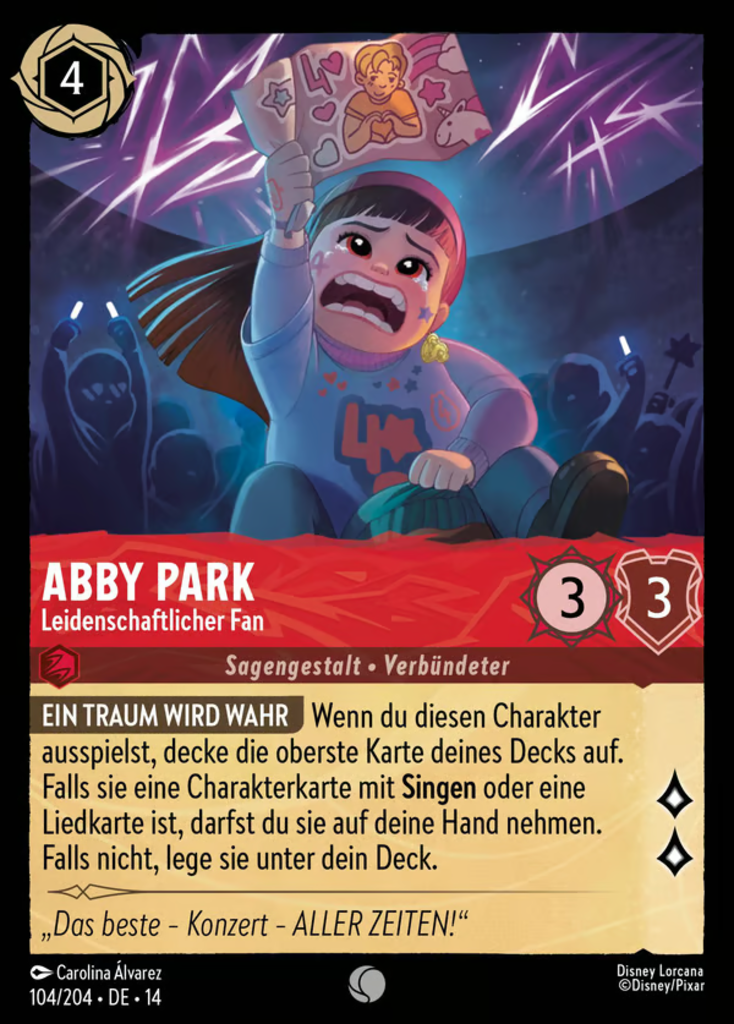 4
4
4
ABBY PARK
Leidenschaftlicher Fan
3
3
Sagengestalt • Verbündeter
EIN TRAUM WIRD WAHR Wenn du diesen Charakter
ausspielst, decke die oberste Karte deines Decks auf.
Falls sie eine Charakterkarte mit Singen oder eine
Liedkarte ist, darfst du sie auf deine Hand nehmen.
Falls nicht, lege sie unter dein Deck.
„Das beste – Konzert – ALLER ZEITEN!“
Carolina Álvarez
104/204 • DE • 14
Disney Lorcana
©Disney/Pixar